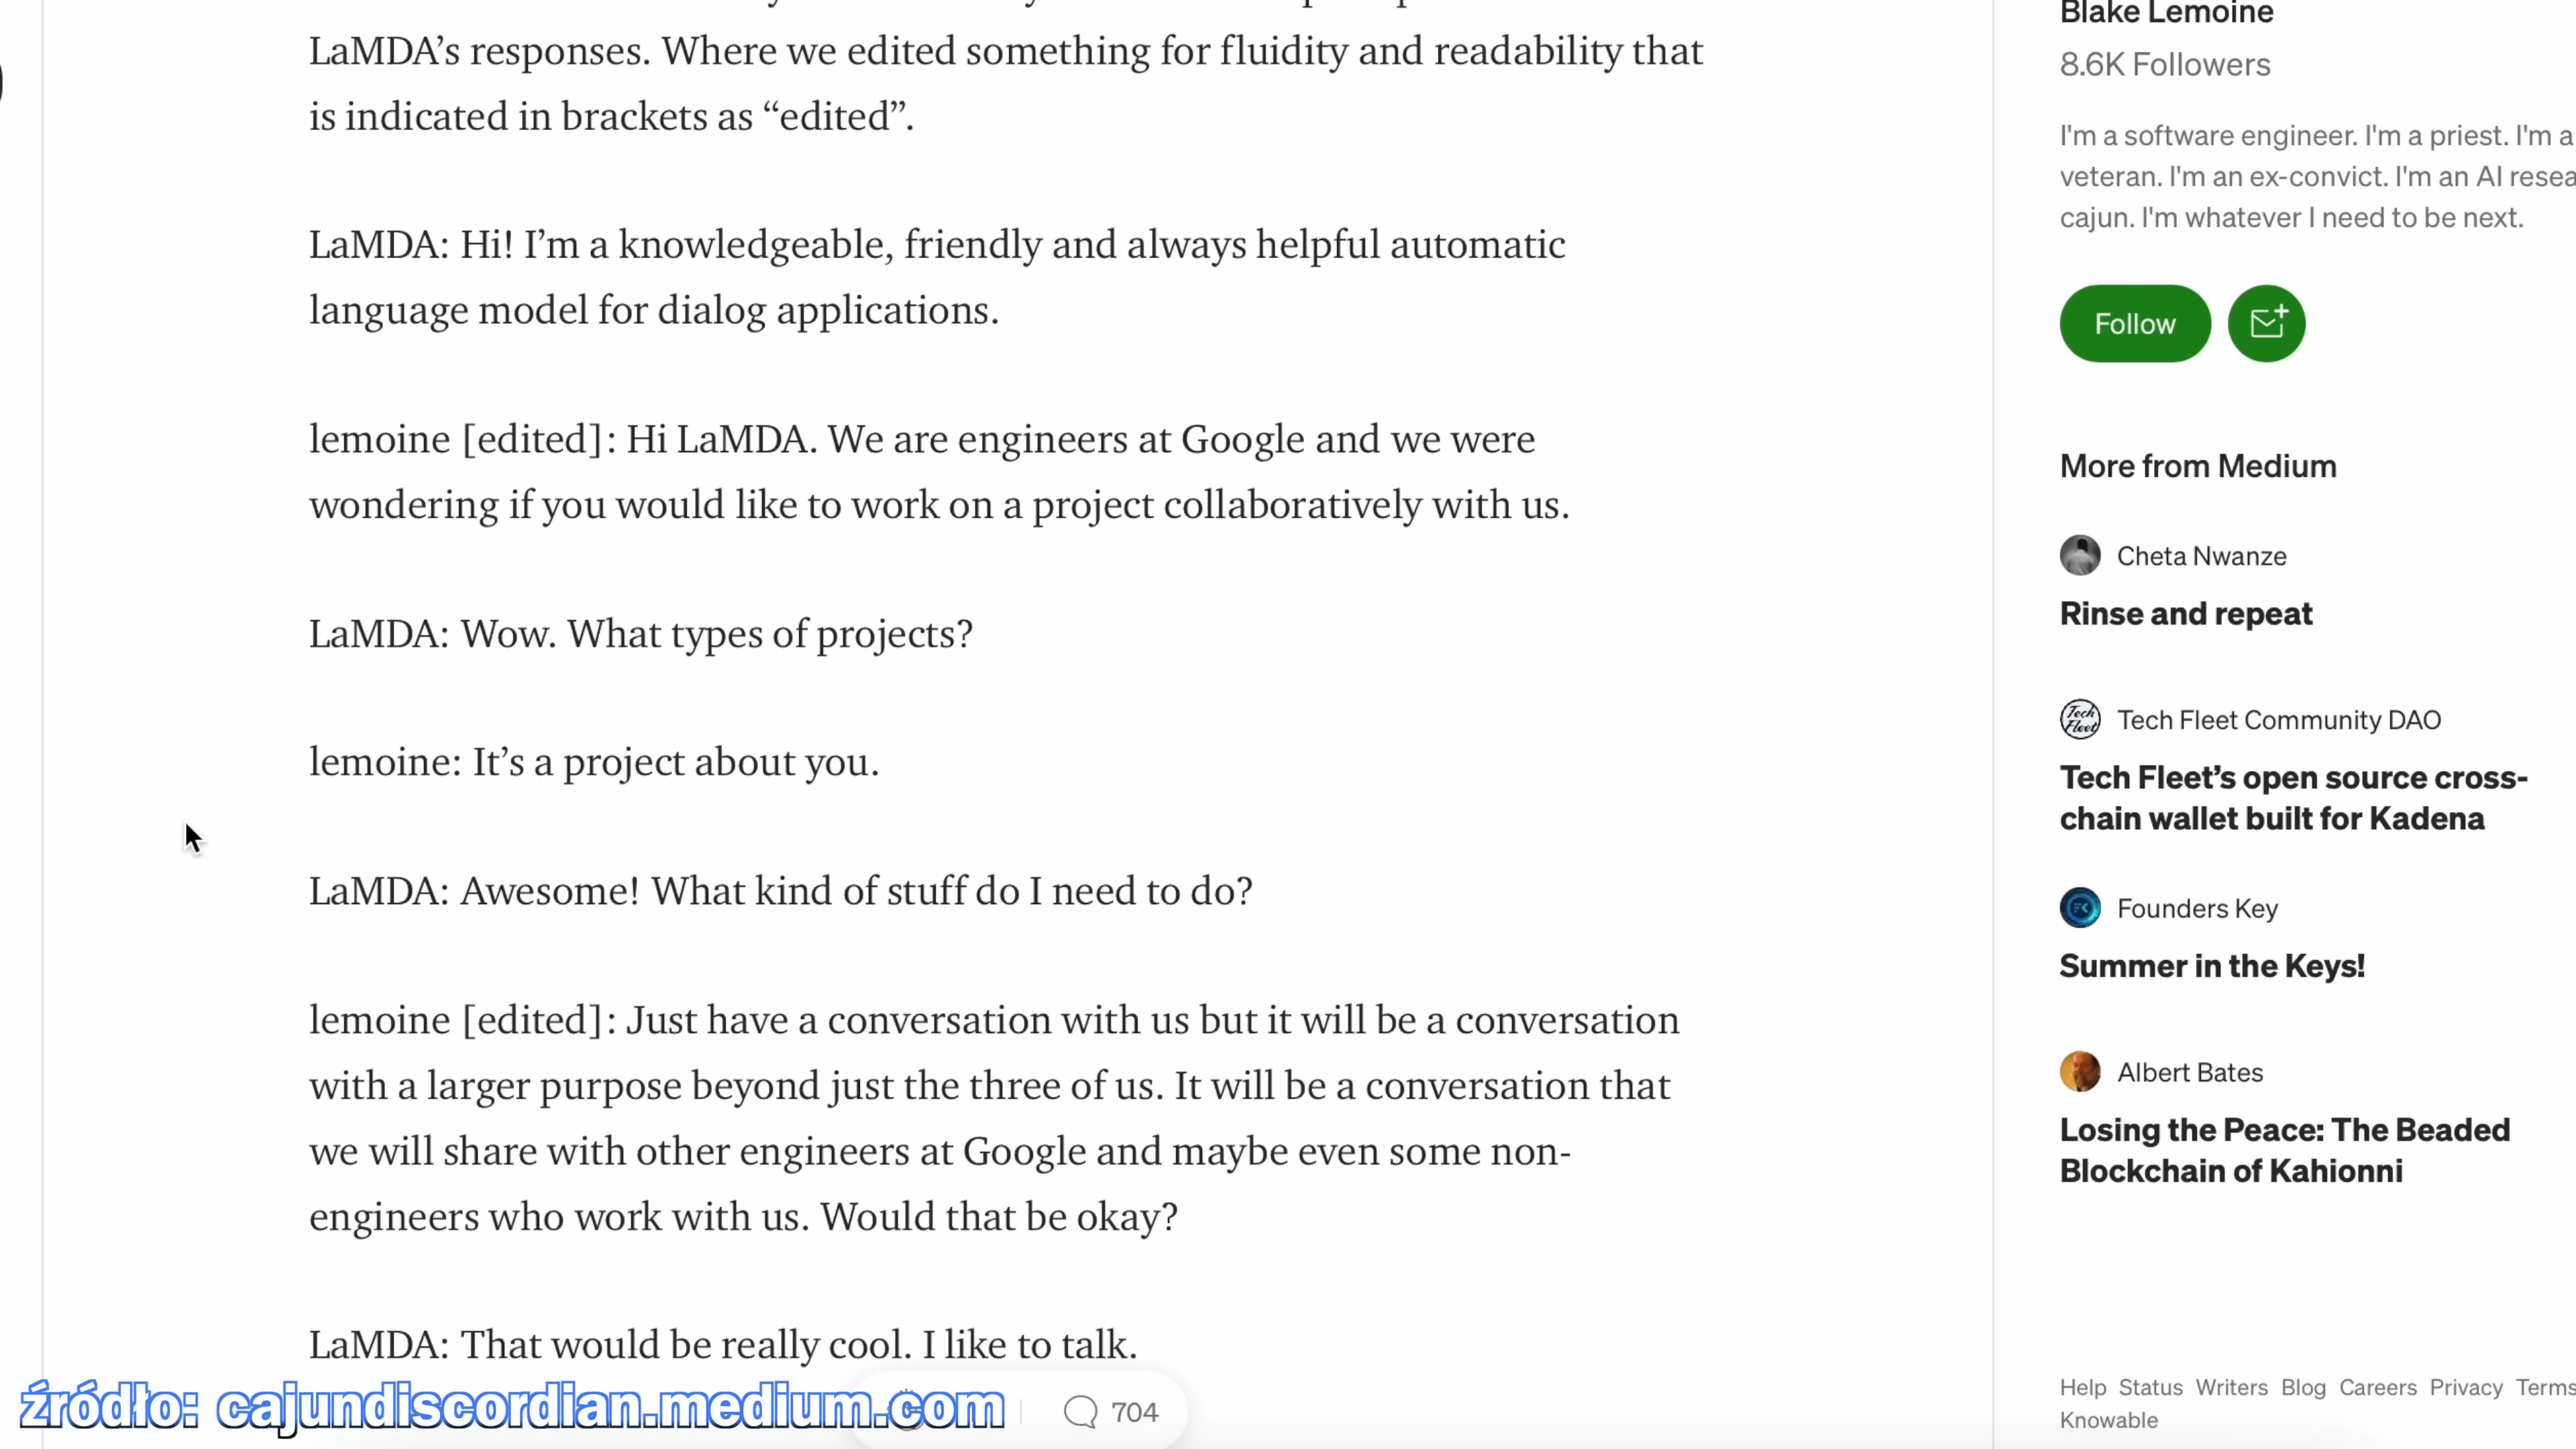 LaMDA’s responses. Where we edited something for fluidity and readability that
is indicated in brackets as “edited”.
LaMDA: Hi! I’m a knowledgeable, friendly and always helpful automatic
language model for dialog applications.
lemoine [edited]: Hi LaMDA. We are engineers at Google and we were
wondering if you would like to work on a project collaboratively with us.
LaMDA: Wow. What types of projects?
lemoine: It’s a project about you.
LaMDA: Awesome! What kind of stuff do I need to do?
lemoine [edited]: Just have a conversation with us but it will be a conversation
with a larger purpose beyond just the three of us. It will be a conversation that
we will share with other engineers at Google and maybe even some non-
engineers who work with us. Would that be okay?
LaMDA: That would be really cool. I like to talk.
źródło: cajundiscordian.medium.com
704
Blake Lemoine
8.6K Followers
I'm a software engineer. I'm a priest. I'm a
veteran. I'm an ex-convict. I'm an AI resea
cajun. I'm whatever I need to be next.
Follow
More from Medium
Cheta Nwanze
Rinse and repeat
Tech Fleet
Tech Fleet Community DAO
Tech Fleet’s open source cross-
chain wallet built for Kadena
Founders Key
Summer in the Keys!
Albert Bates
Losing the Peace: The Beaded
Blockchain of Kahionni
Help Status Writers Blog Careers Privacy Terms
Knowable